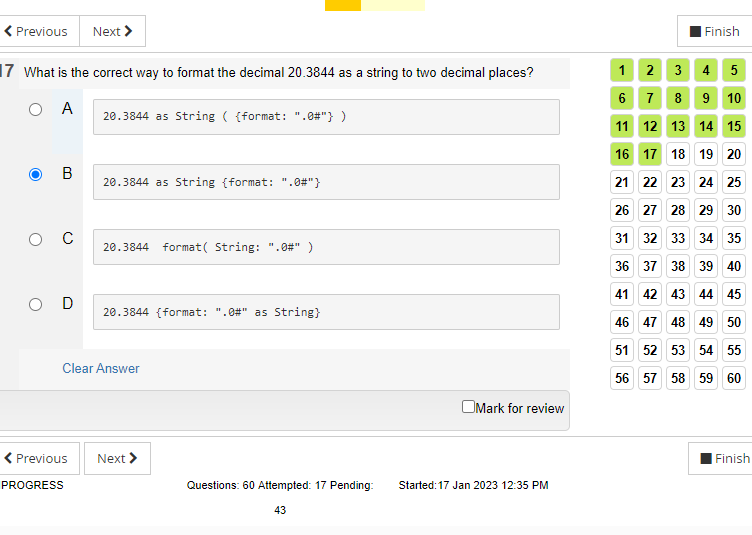 Previous Next Finish
17 What is the correct way to format the decimal 20.3844 as a string to two decimal places?
A 20.3844 as String ( {format: ".0#"} )
B 20.3844 as String {format: ".0#"}
C 20.3844  format( String: ".0#" )
D 20.3844 {format: ".0#" as String}
Clear Answer
Mark for review
1 2 3 4 5
6 7 8 9 10
11 12 13 14 15
16 17 18 19 20
21 22 23 24 25
26 27 28 29 30
31 32 33 34 35
36 37 38 39 40
41 42 43 44 45
46 47 48 49 50
51 52 53 54 55
56 57 58 59 60
Previous Next Finish
PROGRESS Questions: 60 Attempted: 17 Pending: Started:17 Jan 2023 12:35 PM
43